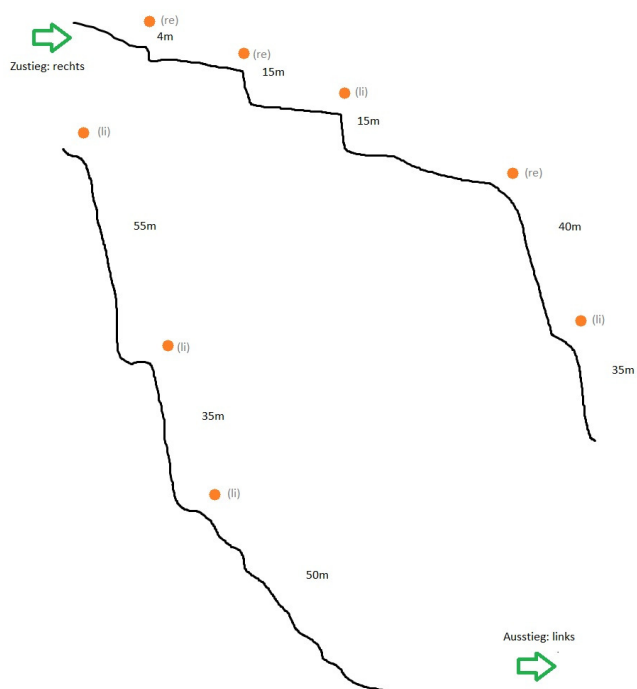 (re)
4m
Zustieg: rechts
(re)
15m
(li)
15m
(li)
(re)
55m
40m
(li)
(li)
35m
35m
(li)
50m
Ausstieg: links